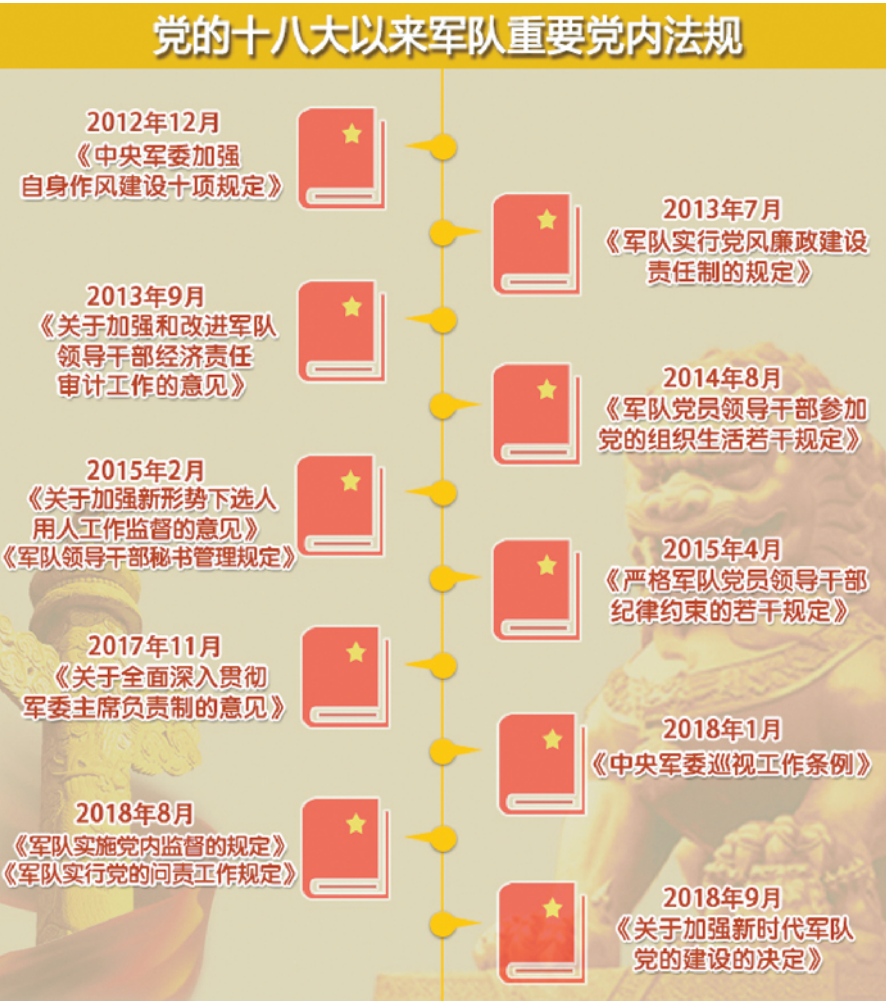 党的十八大以来军队重要党内法规
2012年12月
《中央军委加强
自身作风建设十项规定》
2013年7月
《军队实行党风廉政建设
责任制的规定》
2013年9月
《关于加强和改进军队
领导干部经济责任
审计工作的意见》
2014年8月
《军队党员领导干部参加
党的组织生活若干规定》
2015年2月
《关于加强新形势下选人
用人工作监督的意见》
《军队领导干部秘书管理规定》
2015年4月
《严格军队党员领导干部
纪律约束的若干规定》
2017年11月
《关于全面深入贯彻
军委主席负责制的意见》
2018年1月
《中央军委巡视工作条例》
2018年8月
《军队实施党内监督的规定》
《军队实行党的问责工作规定》
2018年9月
《关于加强新时代军队
党的建设的决定》